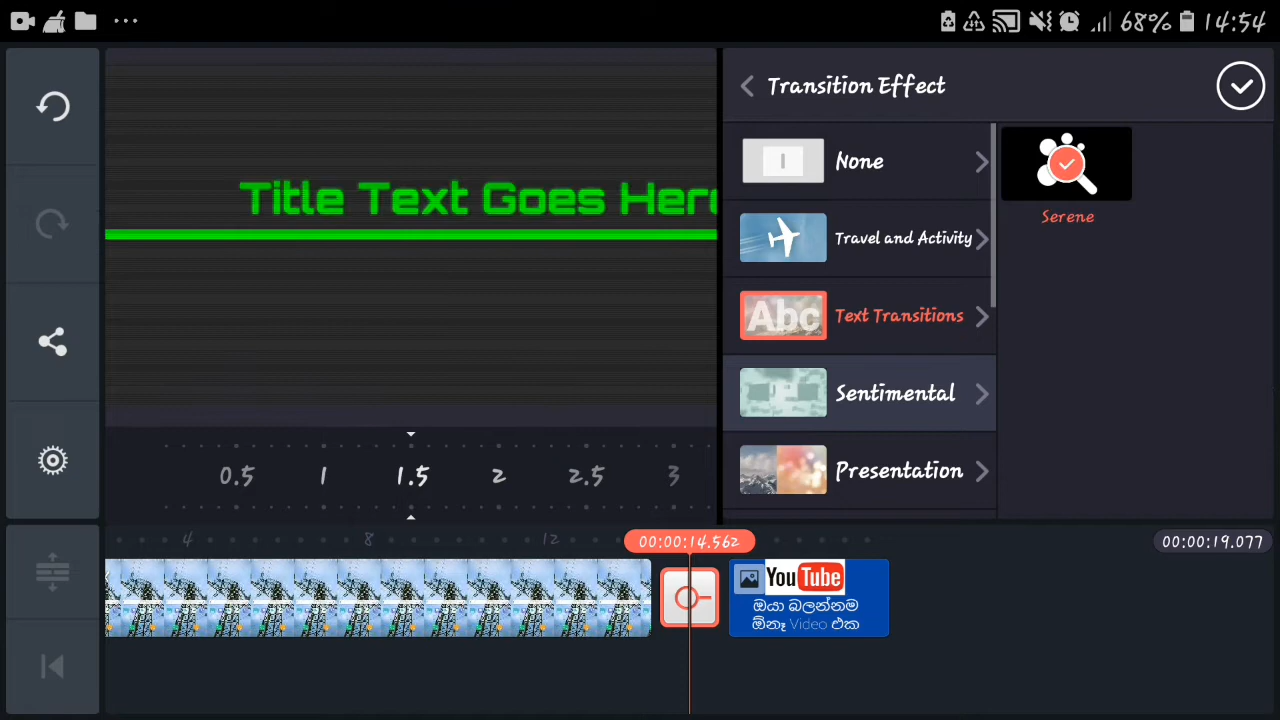 68% 14:54
Transition Effect
Title Text Goes Here
None
Travel and Activity
Abc Text Transitions
Sentimental
Presentation
Serene
0.5 1 1.5 2 2.5 3
4 8 12
00:00:14.562
00:00:19.077
YouTube
ඔයා බලන්නම
ඕනෑ Video එක